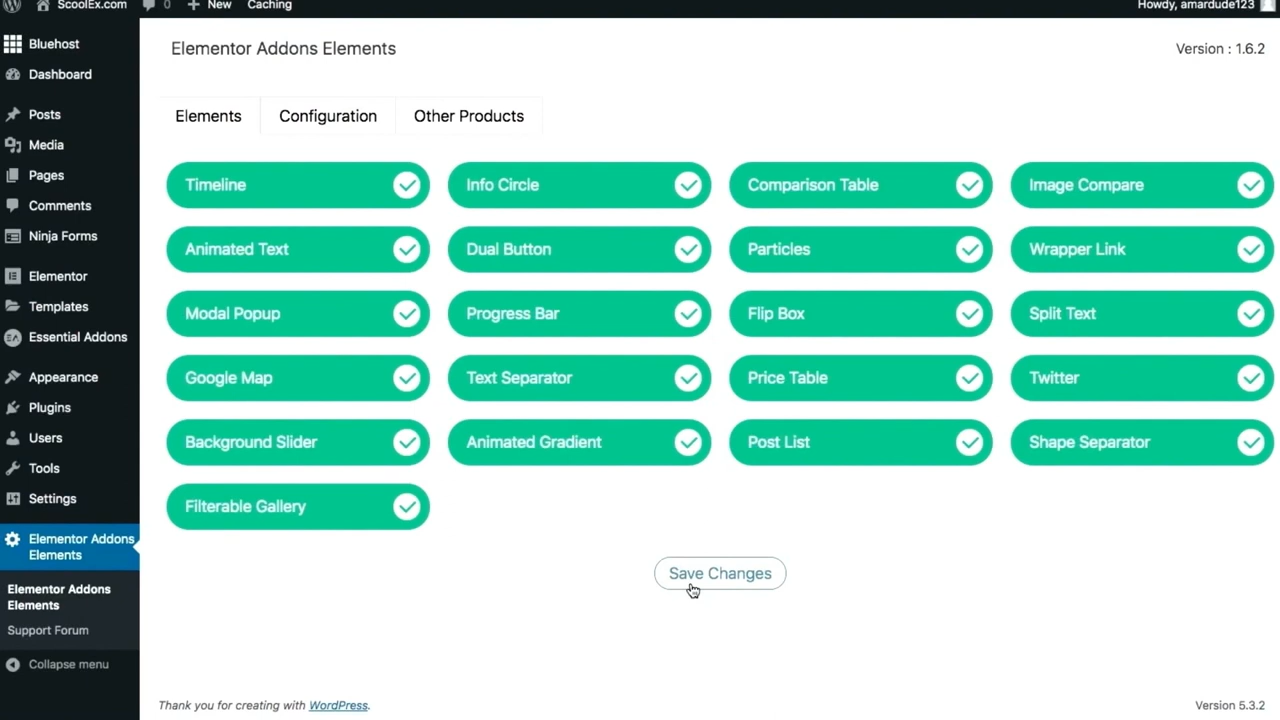 ScoolEx.com 0 New Caching Howdy, amardude123
Bluehost
Dashboard
Posts
Media
Pages
Comments
Ninja Forms
Elementor
Templates
Essential Addons
Appearance
Plugins
Users
Tools
Settings
Elementor Addons
Elements
Elementor Addons
Elements
Support Forum
Collapse menu
Elementor Addons Elements
Version : 1.6.2
Elements Configuration Other Products
Timeline Info Circle Comparison Table Image Compare
Animated Text Dual Button Particles Wrapper Link
Modal Popup Progress Bar Flip Box Split Text
Google Map Text Separator Price Table Twitter
Background Slider Animated Gradient Post List Shape Separator
Filterable Gallery
Save Changes
Thank you for creating with WordPress.
Version 5.3.2